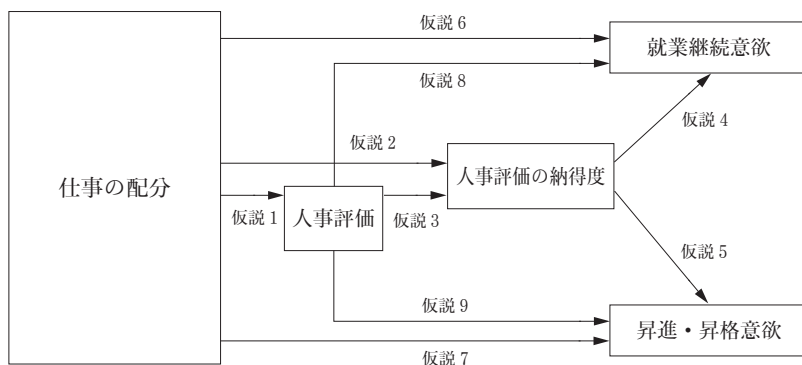 仮説 6
就業継続意欲
仮説 8
仮説 4
仮説 2
人事評価の納得度
仕事の配分
人事評価
仮説 1
仮説 3
仮説 5
仮説 9
昇進・昇格意欲
仮説 7